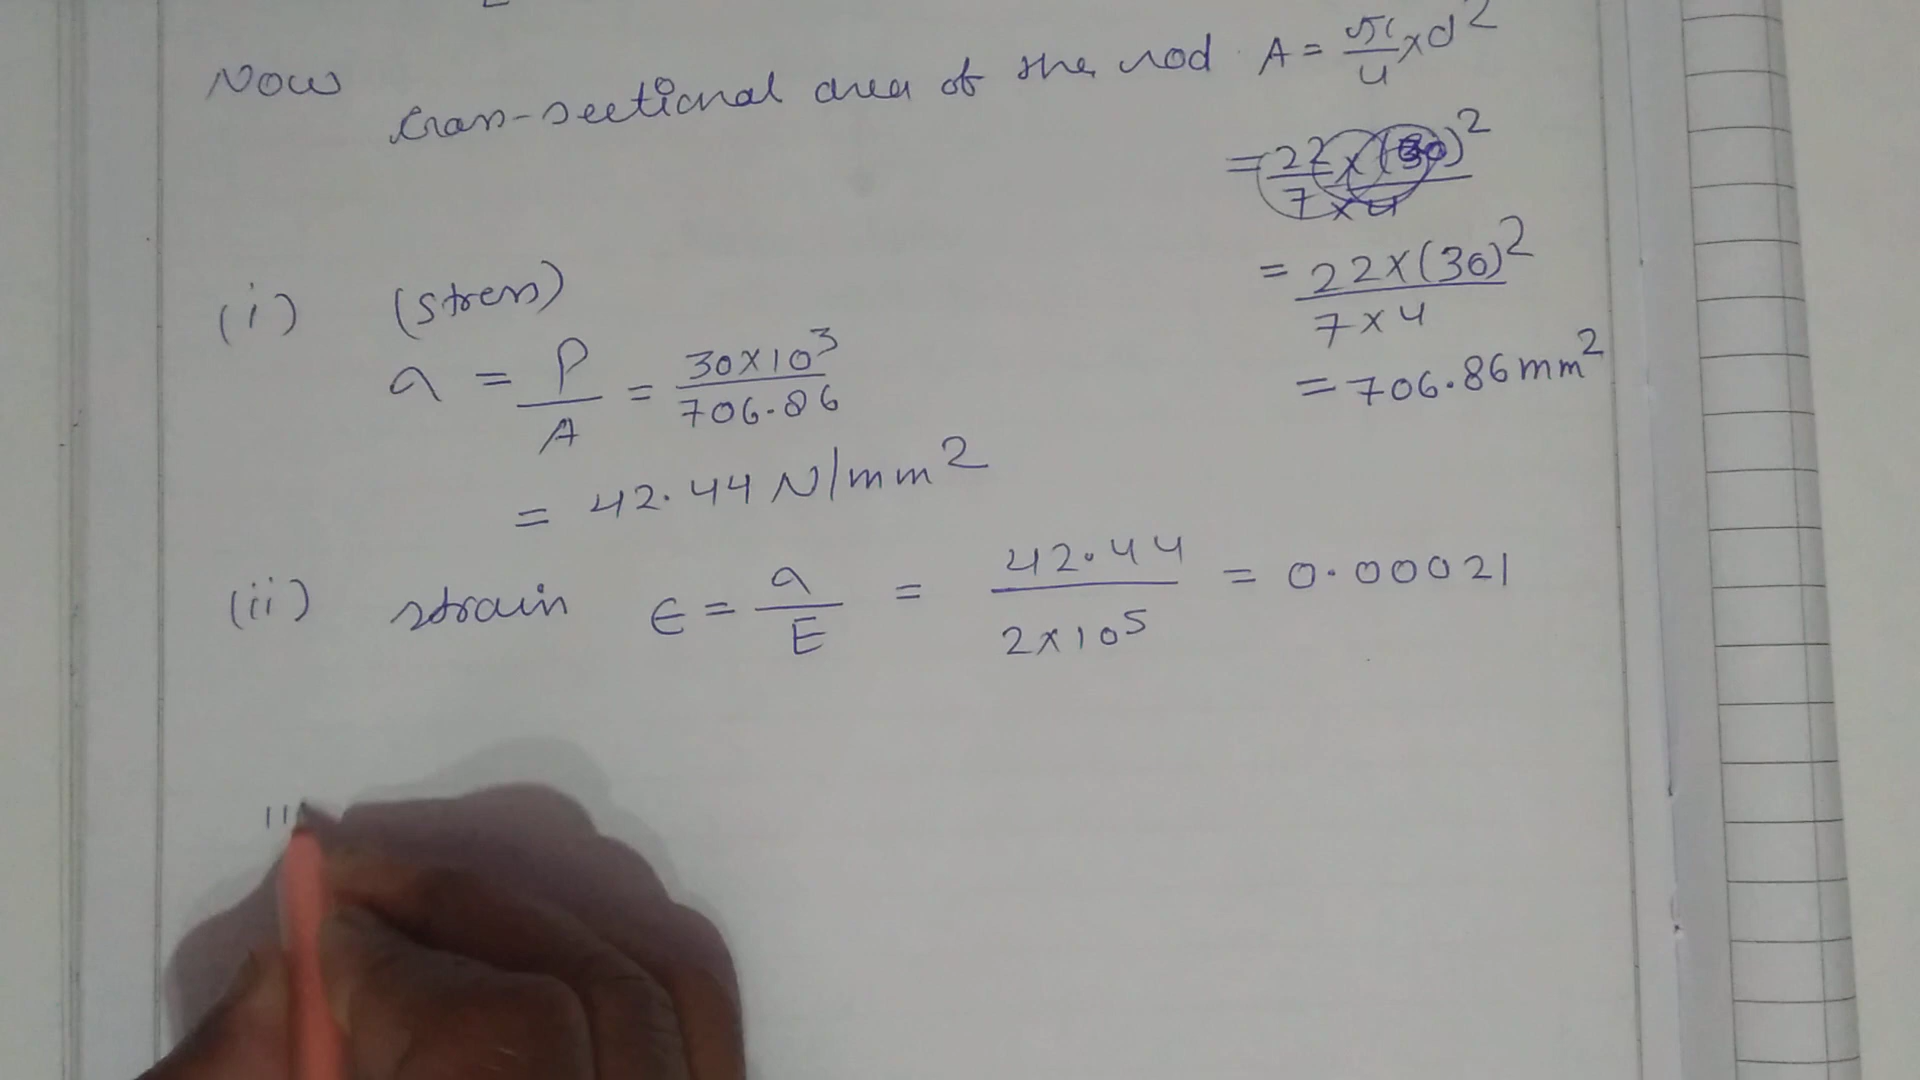 Now
cross-sectional area of the rod A = π/4 × d²
= 22 × (30)² / 7 × 4
= 22 × (30)² / 7 × 4
= 706.86 mm²
(i) (stress)
σ = P/A = 30×10³ / 706.86
= 42.44 N/mm²
(ii) strain ϵ = σ/E = 42.44 / 2×10⁵ = 0.00021